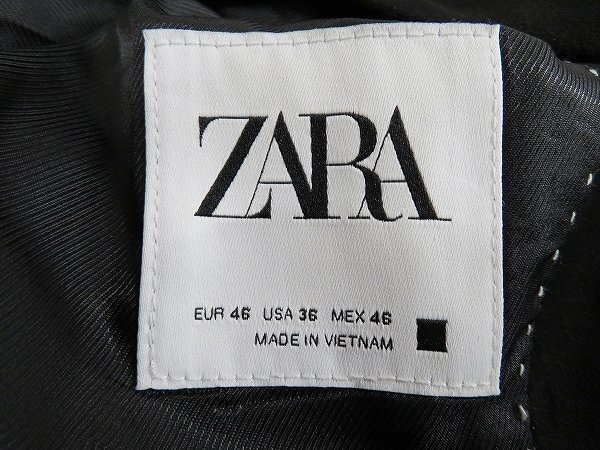 ZARA
EUR 46 USA 36 MEX 46
MADE IN VIETNAM